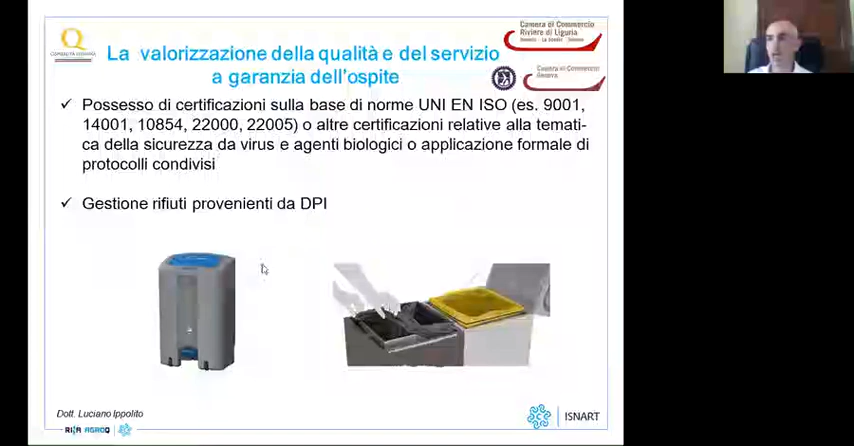 Q
La valorizzazione della qualità e del servizio
a garanzia dell'ospite
Camera di Commercio
Riviere di Liguria
Camera di Commercio
Genova
Possesso di certificazioni sulla base di norme UNI EN ISO (es. 9001,
14001, 10854, 22000, 22005) o altre certificazioni relative alla temati-
ca della sicurezza da virus e agenti biologici o applicazione formale di
protocolli condivisi
Gestione rifiuti provenienti da DPI
Dott. Luciano Ippolito
ISNART